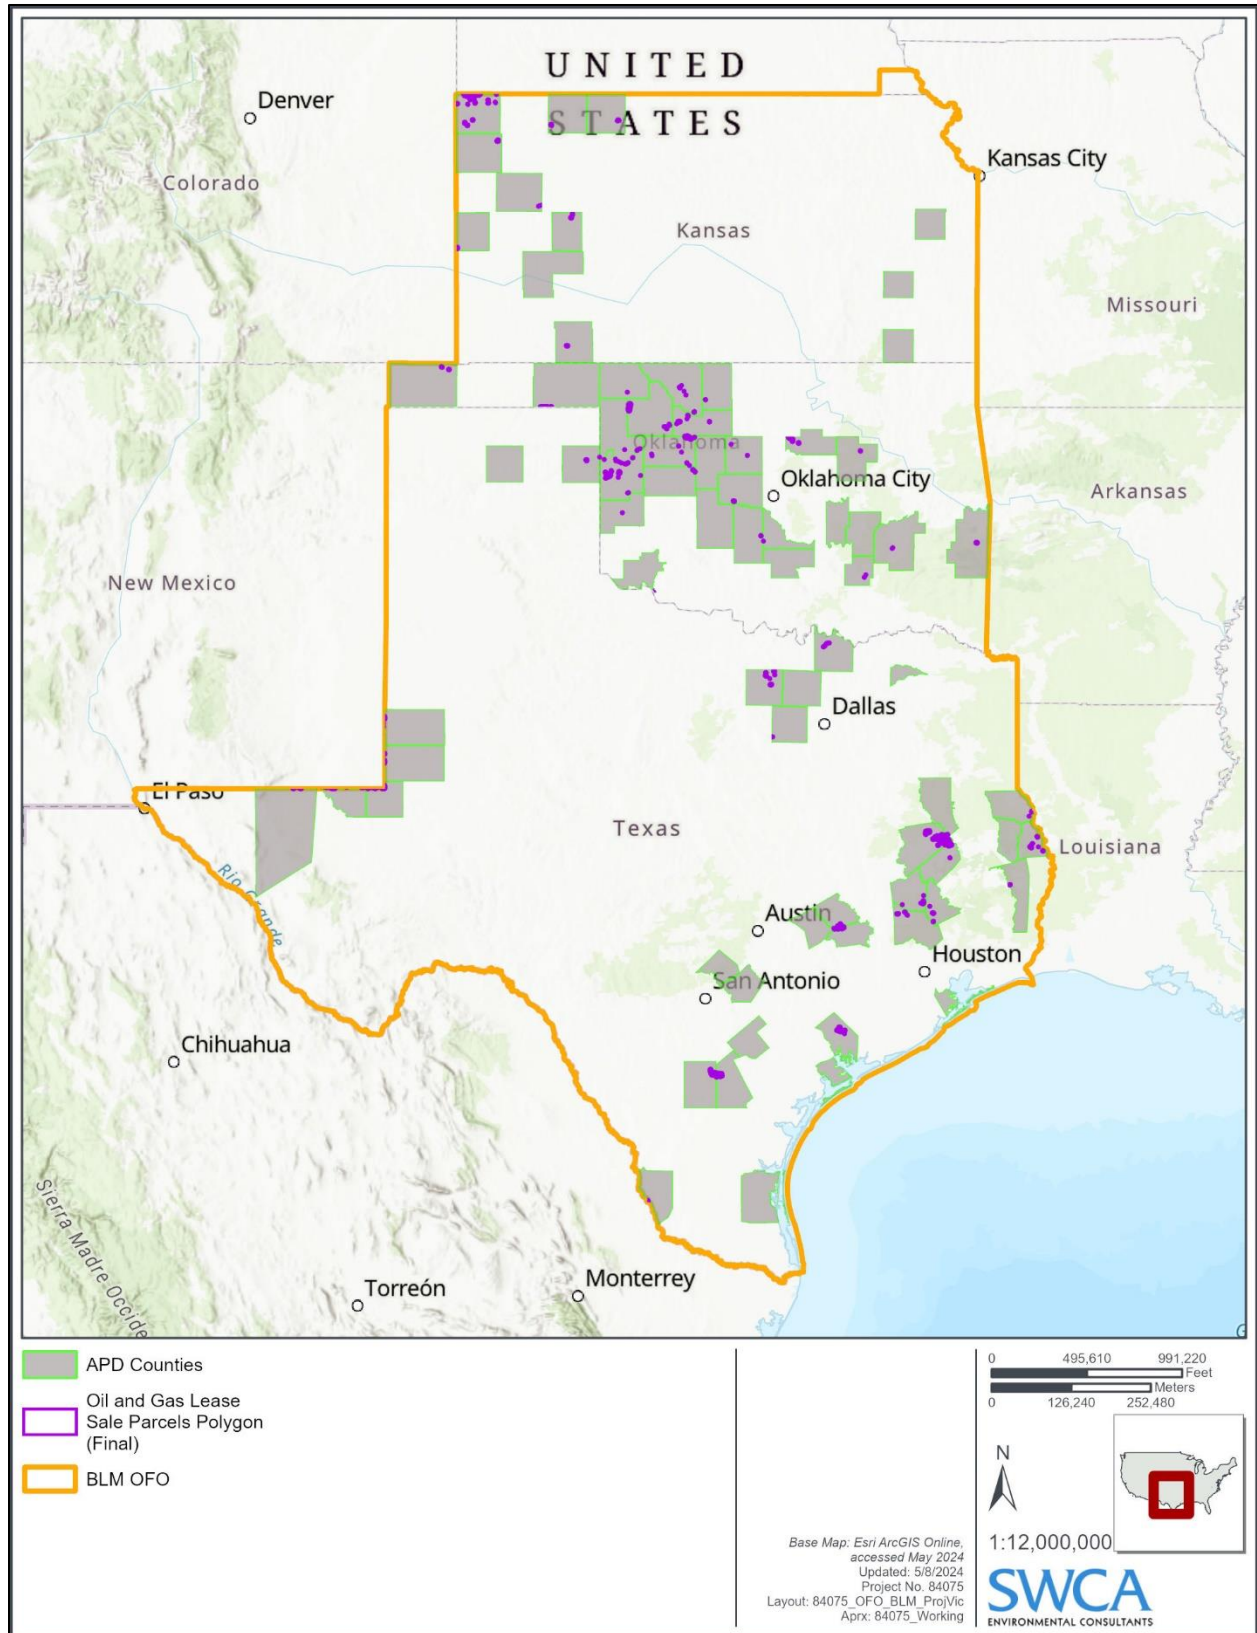 UNITED
STATES
Denver
Kansas City
Colorado
Kansas
Missouri
Oklahoma
Oklahoma City
Arkansas
New Mexico
Dallas
El Paso
Texas
Louisiana
Rio Grande
Austin
Houston
San Antonio
Chihuahua
Sierra Madre Occide
Torreón
Monterrey
G
APD Counties
Oil and Gas Lease
Sale Parcels Polygon
(Final)
BLM OFO
0 495,610 991,220
Feet
Meters
0 126,240 252,480
N
1:12,000,000
Base Map: Esri ArcGIS Online,
accessed May 2024
Updated: 5/8/2024
Project No. 84075
Layout: 84075_OFO_BLM_ProjVic
Aprx: 84075_Working
SWCA
ENVIRONMENTAL CONSULTANTS